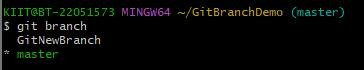 KIIT@BT-22051573 MINGW64 ~/GitBranchDemo (master)
$ git branch
  GitNewBranch
* master